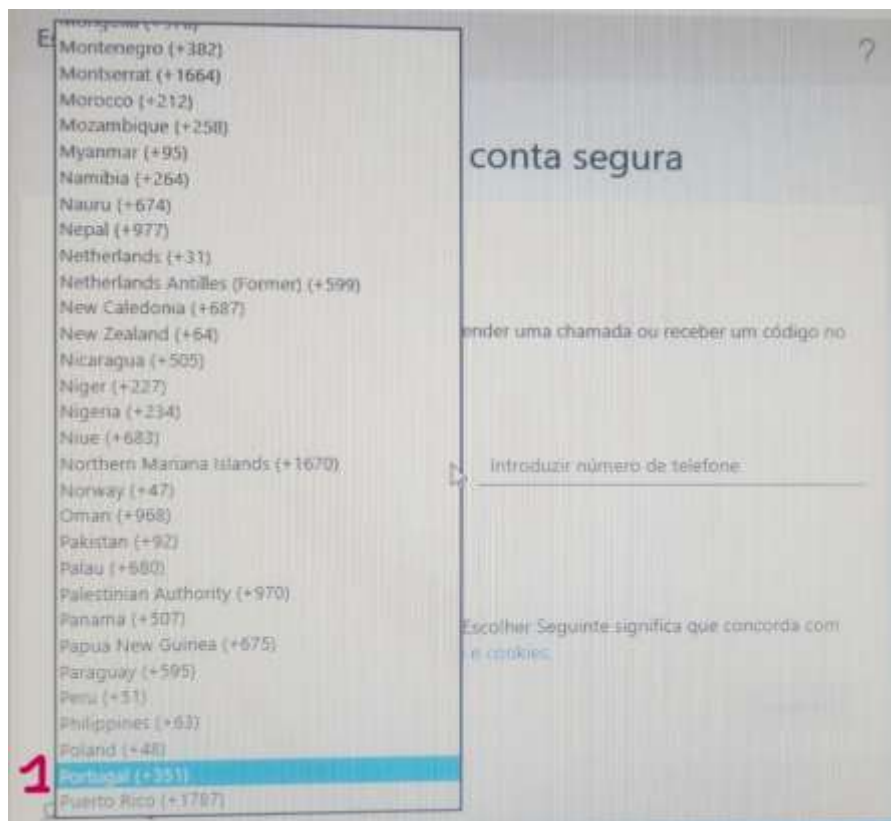 Montenegro (+382)
?
Montserrat (+1664)
Morocco (+212)
Mozambique (+258)
Myanmar (+95)
conta segura
Namibia (+264)
Nauru (+674)
Nepal (+977)
Netherlands (+31)
Netherlands Antilles (Former) (+599)
New Caledonia (+687)
New Zealand (+64)
ender uma chamada ou receber um código no
Nicaragua (+505)
Niger (+227)
Nigeria (+234)
Niue (+683)
Northern Mariana Islands (+1670)
Introduzir número de telefone
Norway (+47)
Oman (+968)
Pakistan (+92)
Palau (+680)
Palestinian Authority (+970)
Panama (+507)
Escolher Seguinte significa que concorda com
Papua New Guinea (+675)
e cookies.
Paraguay (+595)
Peru (+51)
Philippines (+63)
Poland (+48)
1 Portugal (+351)
Puerto Rico (+1787)